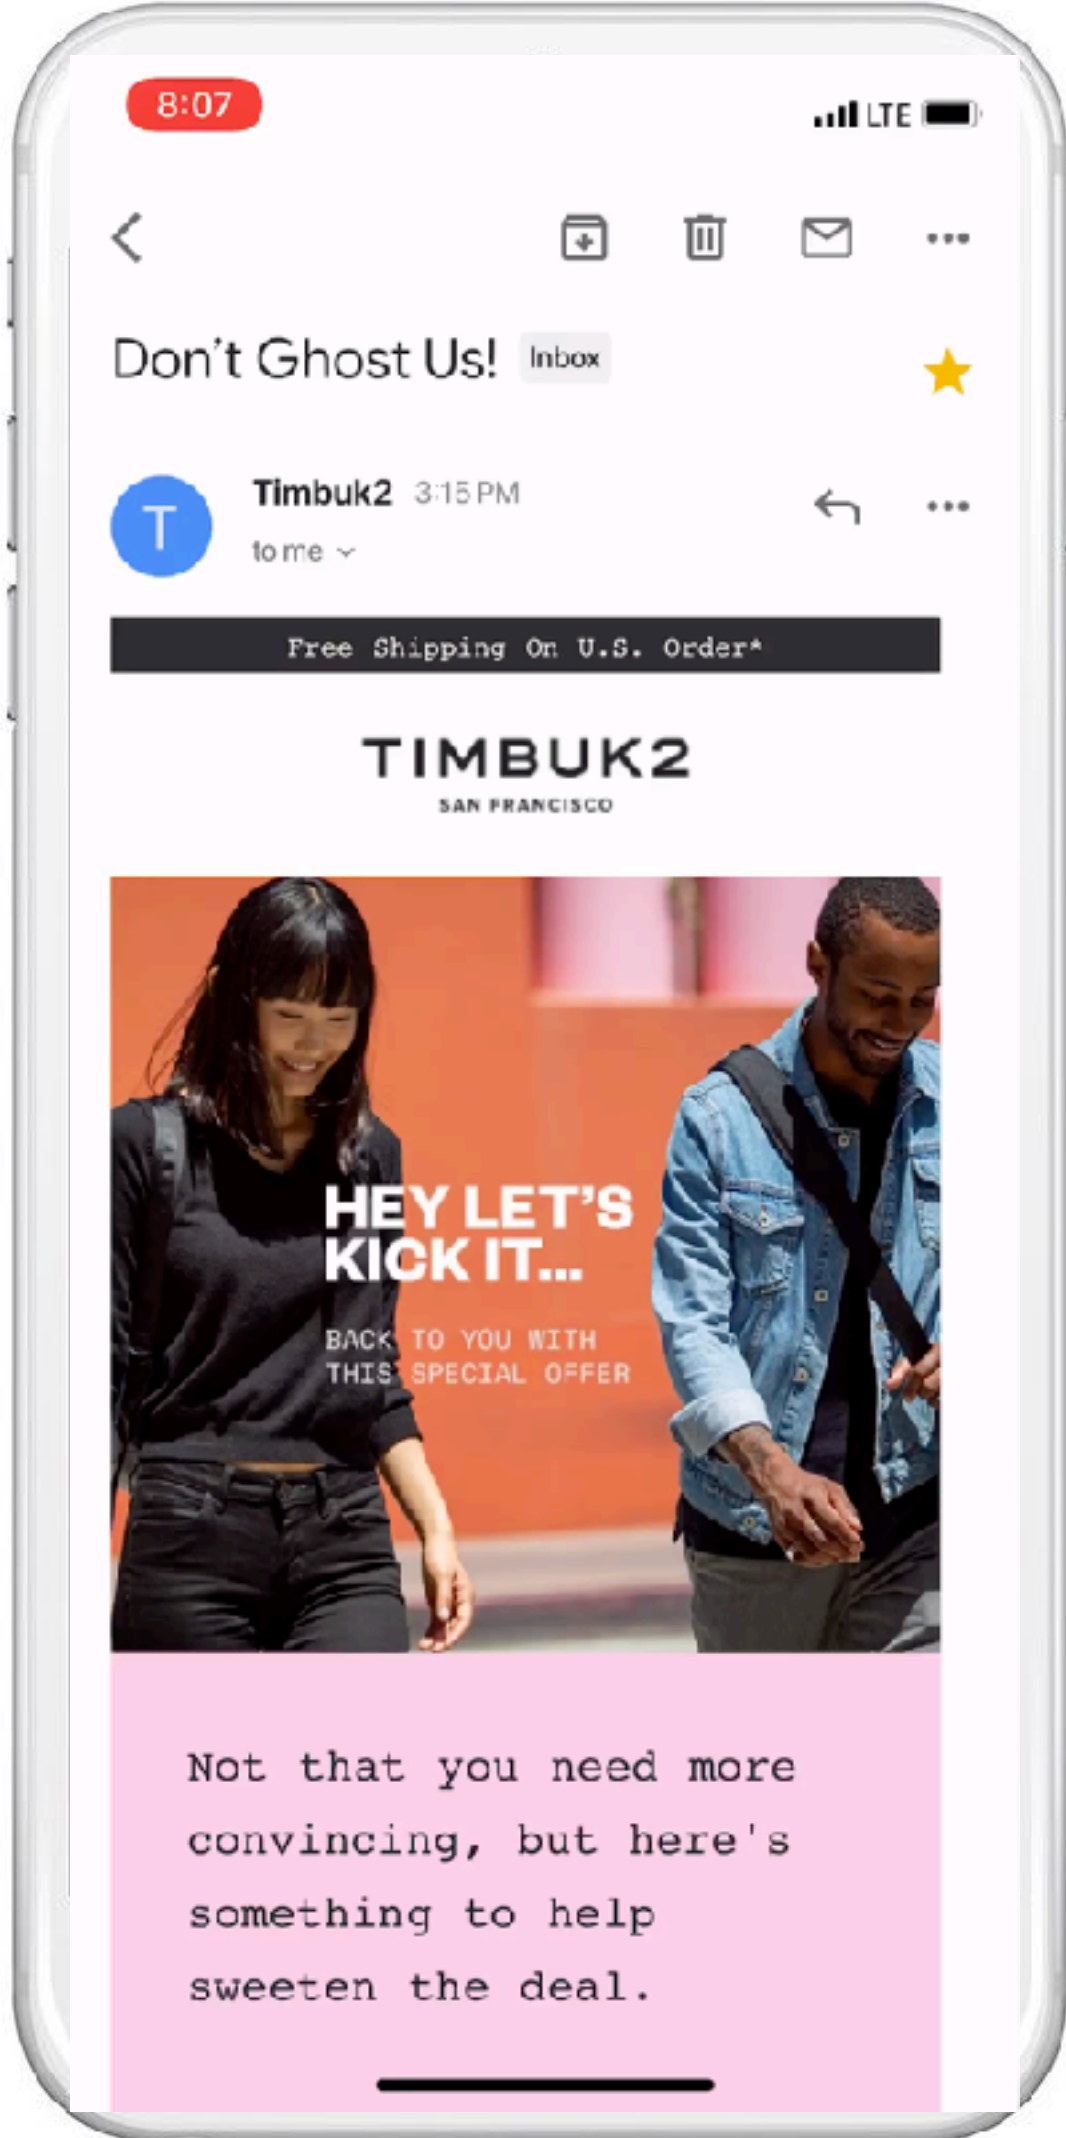 8:07
LTE
Don't Ghost Us! Inbox
T
Timbuk2 3:15 PM
to me
Free Shipping On U.S. Order*
TIMBUK2
SAN FRANCISCO
HEY LET'S
KICK IT...
BACK TO YOU WITH
THIS SPECIAL OFFER
Not that you need more
convincing, but here's
something to help
sweeten the deal.